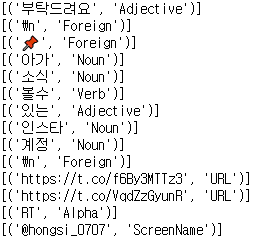 [('부탁드려요', 'Adjective')]
[('₩n', 'Foreign')]
[('📌', 'Foreign')]
[('아가', 'Noun')]
[('소식', 'Noun')]
[('볼수', 'Verb')]
[('있는', 'Adjective')]
[('인스타', 'Noun')]
[('계정', 'Noun')]
[('₩n', 'Foreign')]
[('https://t.co/f6By3MTTz3', 'URL')]
[('https://t.co/VqdZzGyunR', 'URL')]
[('RT', 'Alpha')]
[('@hongsi_0707', 'ScreenName')]